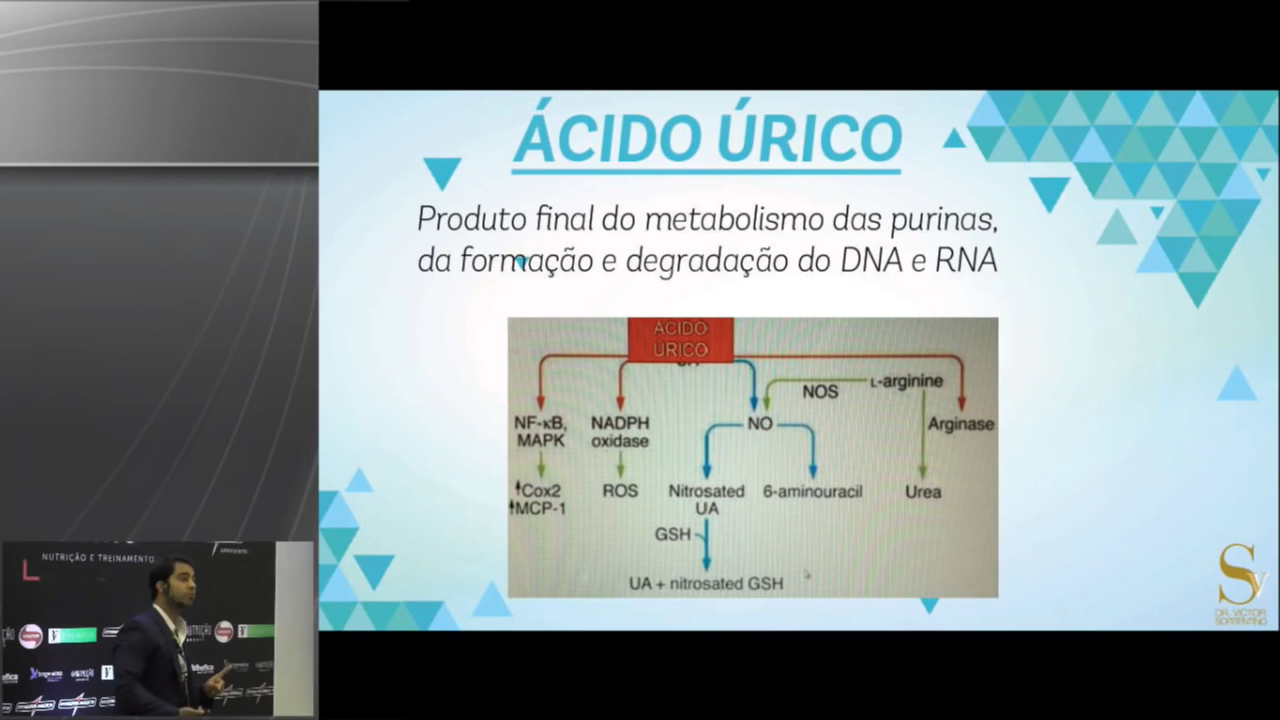 ÁCIDO ÚRICO
Produto final do metabolismo das purinas,
da formação e degradação do DNA e RNA
ÁCIDO
ÚRICO
NOS
L-arginine
NF-κB,
MAPK
NADPH
oxidase
NO
Arginase
Cox2
MCP-1
ROS
Nitrosated
UA
6-aminouracil
Urea
GSH
UA + nitrosated GSH
Sv
DR. VICTOR
SORRENTINO
NUTRIÇÃO E TREINAMENTO
APRESENTA